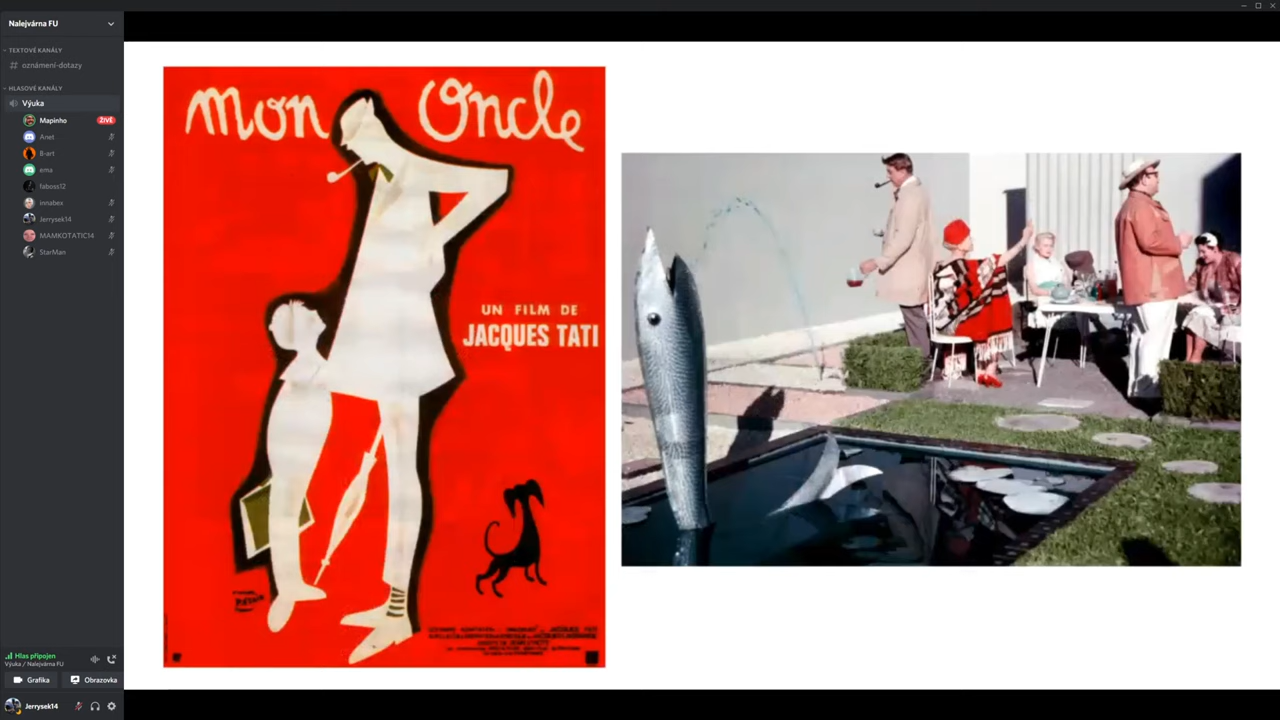 Nalejvárna FU
TEXTOVÉ KANÁLY
# oznámení-dotazy
HLASOVÉ KANÁLY
Výuka
Mapinho ŽIVĚ
Anet
B-art
ema
faboss12
innabex
Jerrysek14
MAMKOTATIC14
StarMan
Hlas připojen
Výuka / Nalejvárna FU
Grafika Obrazovka
Jerrysek14
mon Oncle
UN FILM DE
JACQUES TATI